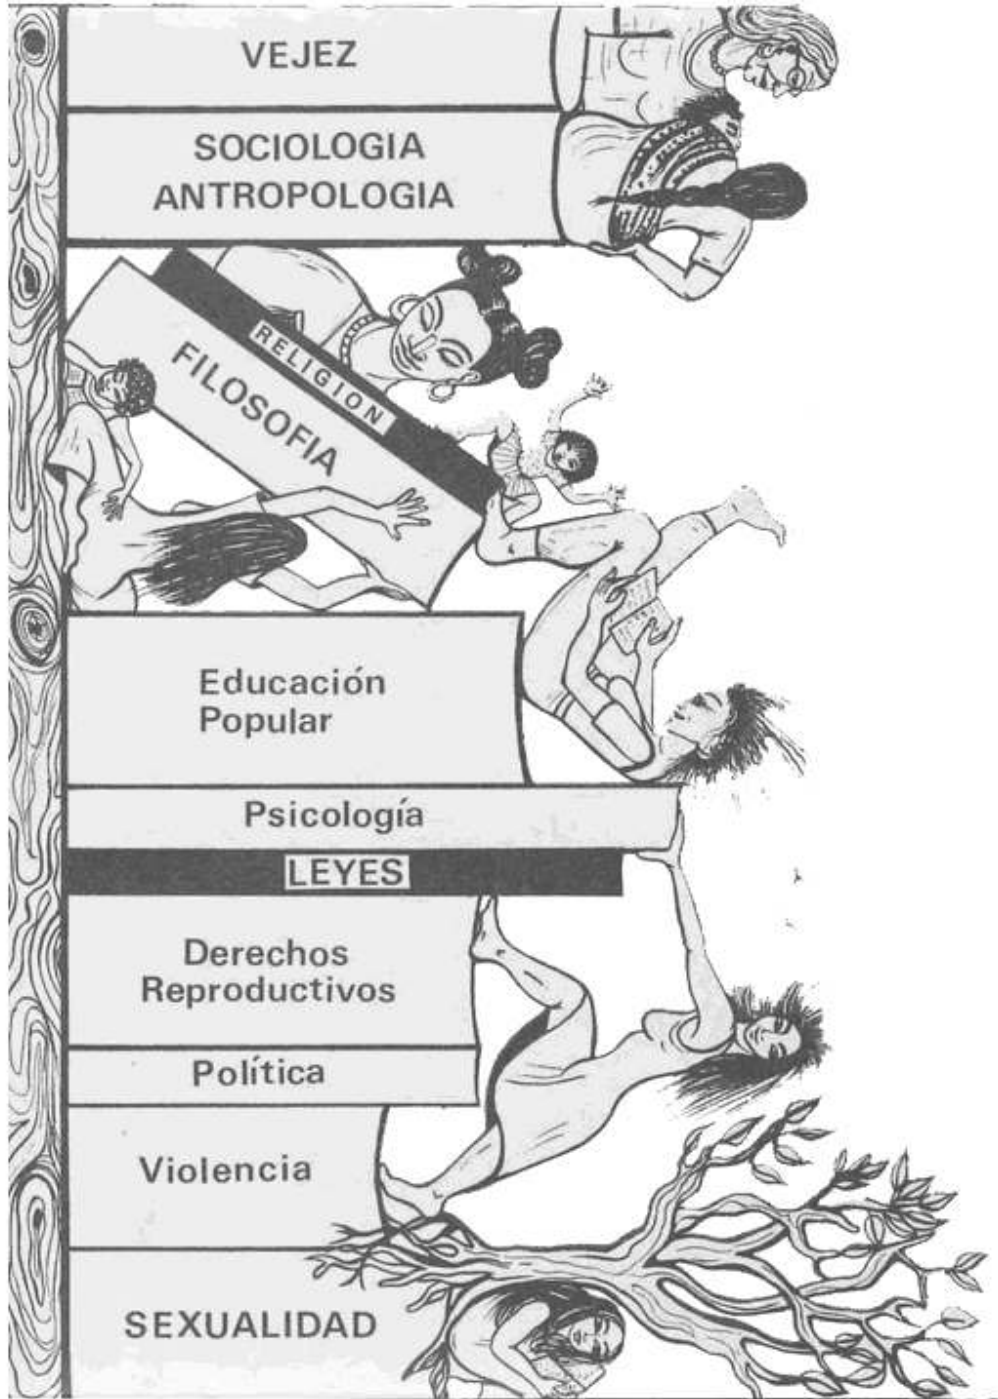 VEJEZ
SOCIOLOGIA
ANTROPOLOGIA
RELIGION
FILOSOFIA
Educación
Popular
Psicología
LEYES
Derechos
Reproductivos
Política
Violencia
SEXUALIDAD